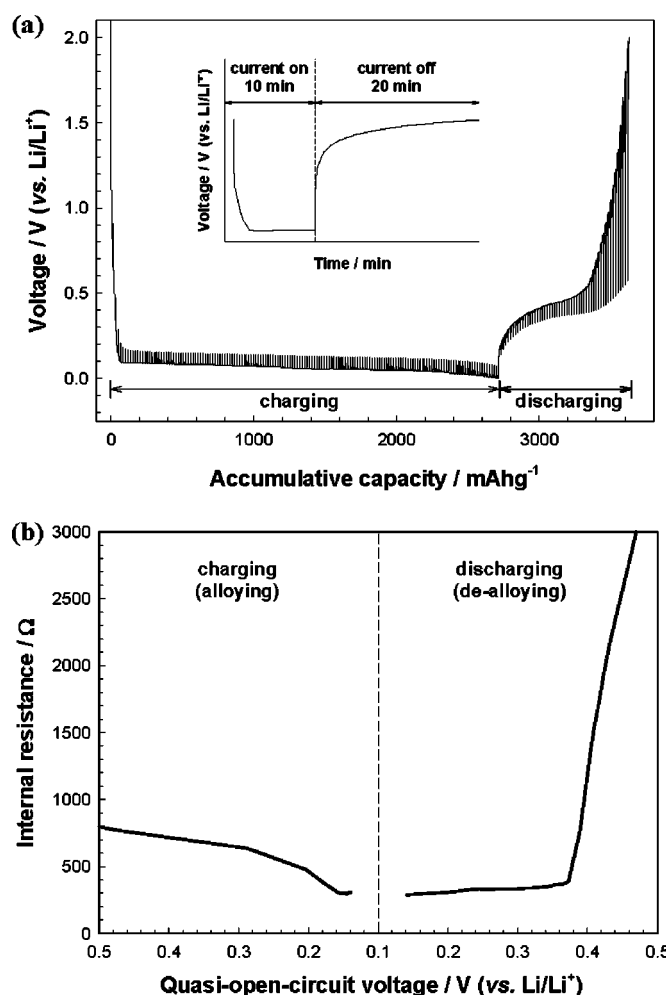 (a)
2.0
1.5
1.0
0.5
0.0
Voltage / V (vs. Li/Li+)
current on
10 min
current off
20 min
Voltage / V (vs. Li/Li+)
Time / min
charging
discharging
0
1000
2000
3000
Accumulative capacity / mAhg-1
(b)
3000
2500
2000
1500
1000
500
0
Internal resistance / Ω
charging
(alloying)
discharging
(de-alloying)
0.5
0.4
0.3
0.2
0.1
0.2
0.3
0.4
0.5
Quasi-open-circuit voltage / V (vs. Li/Li+)